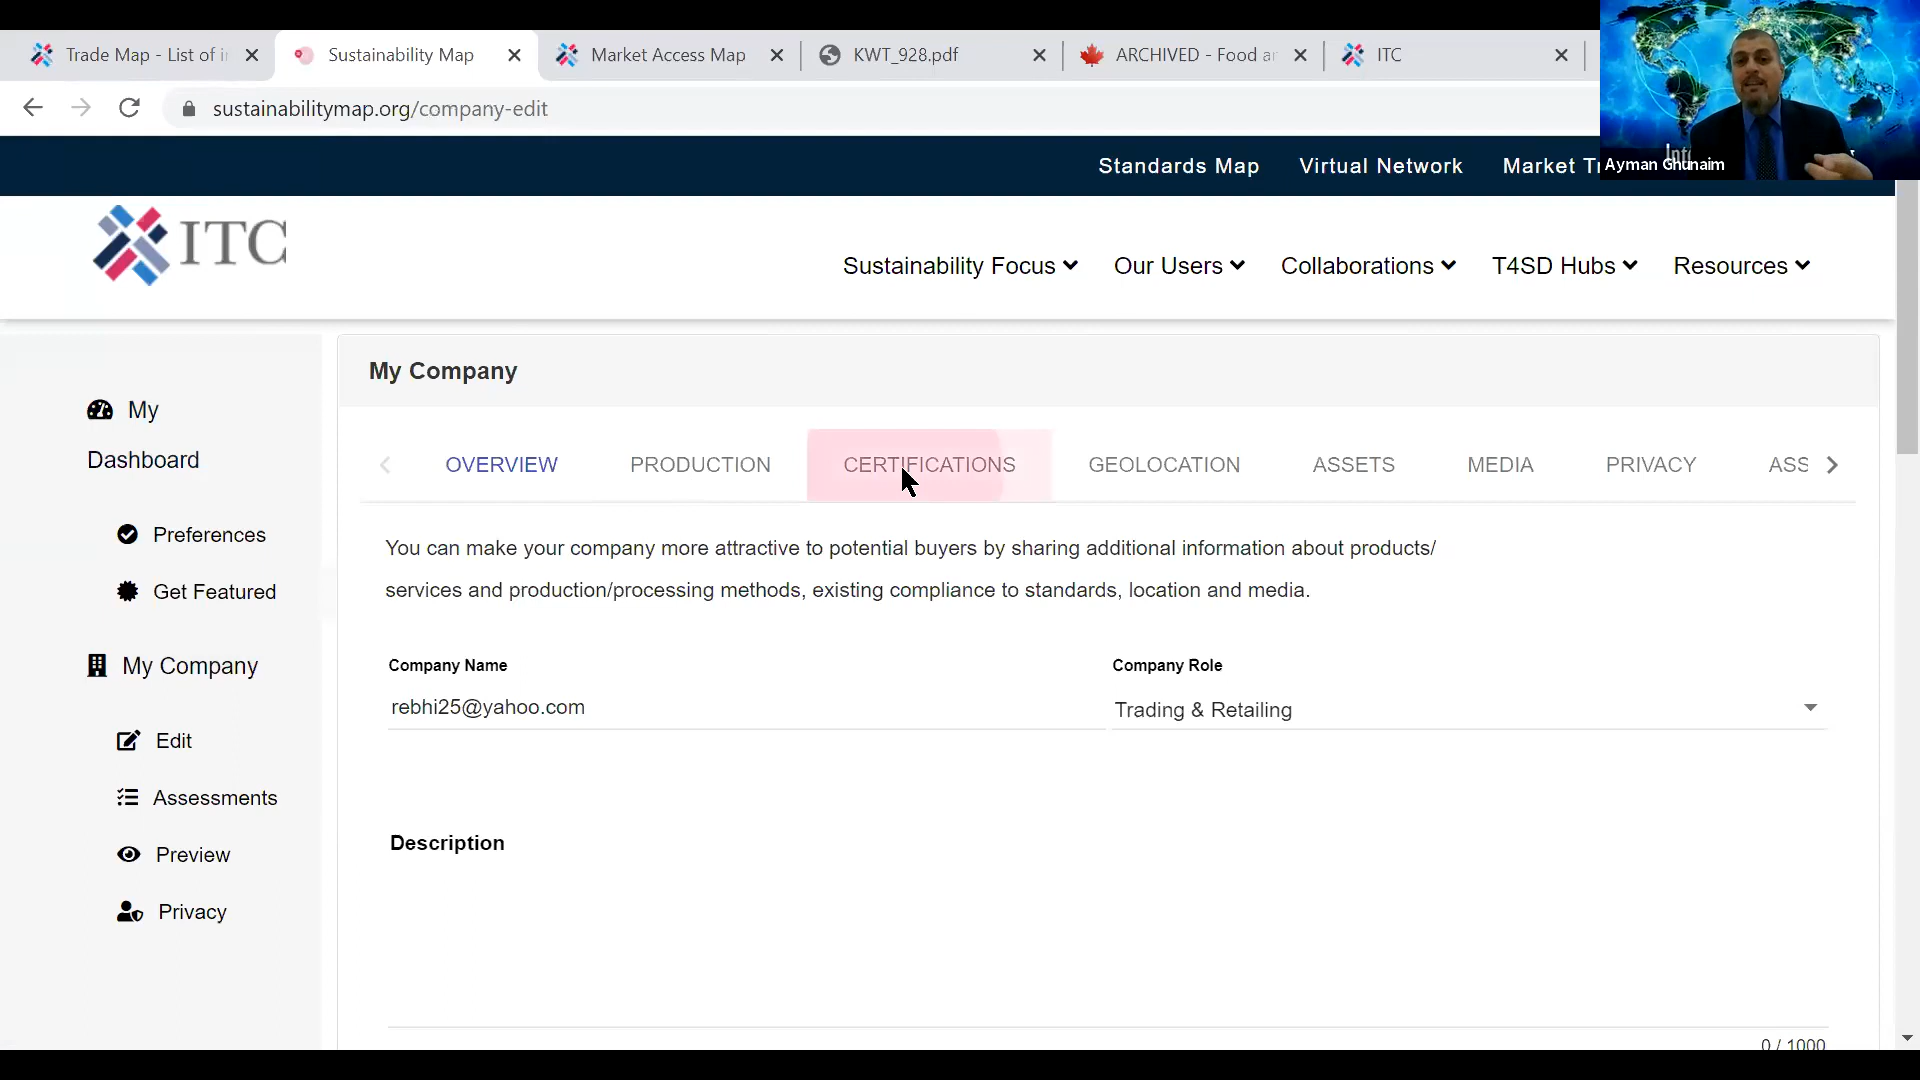 Trade Map - List of i
Sustainability Map
Market Access Map
KWT_928.pdf
ARCHIVED - Food a
ITC
sustainabilitymap.org/company-edit
Standards Map
Virtual Network
Market Tr
Ayman Ghunaim
ITC
Sustainability Focus
Our Users
Collaborations
T4SD Hubs
Resources
My Dashboard
Preferences
Get Featured
My Company
Edit
Assessments
Preview
Privacy
My Company
OVERVIEW
PRODUCTION
CERTIFICATIONS
GEOLOCATION
ASSETS
MEDIA
PRIVACY
ASS
You can make your company more attractive to potential buyers by sharing additional information about products/
services and production/processing methods, existing compliance to standards, location and media.
Company Name
Company Role
rebhi25@yahoo.com
Trading & Retailing
Description
0 / 1000